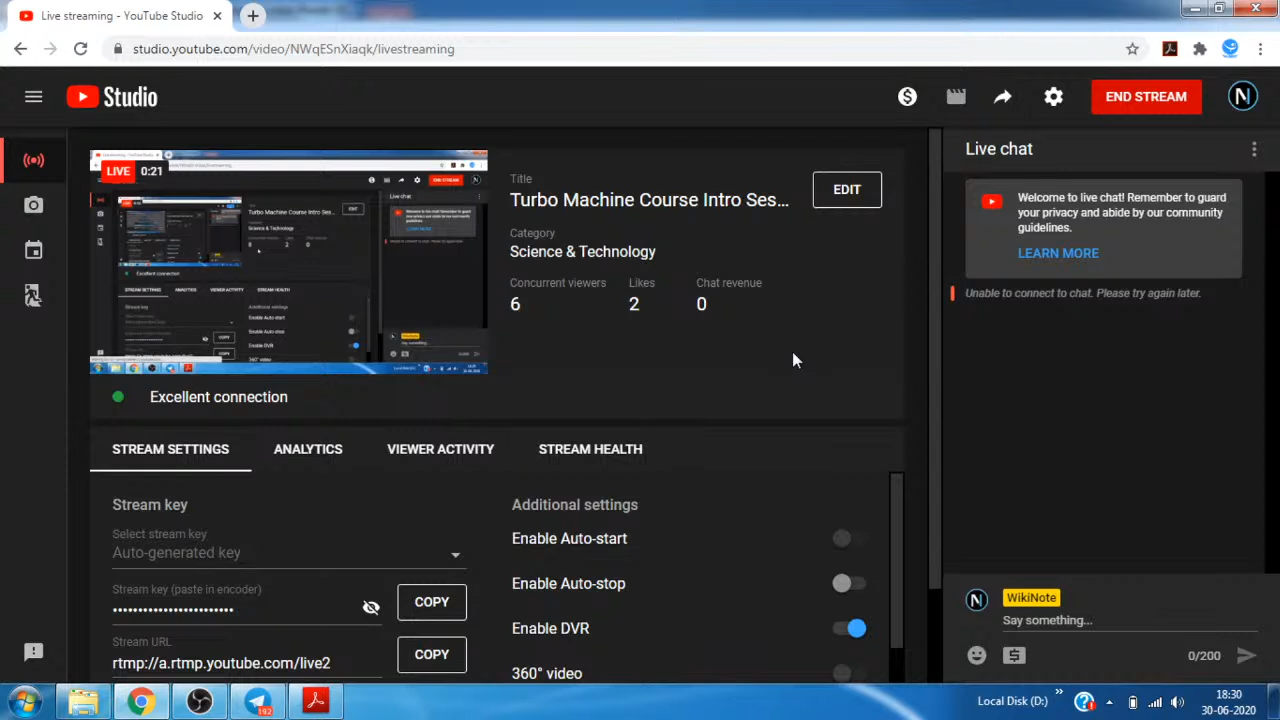 Live streaming - YouTube Studio
studio.youtube.com/video/NWqESnXiaqk/livestreaming
Studio
END STREAM
N
LIVE 0:21
Title
Turbo Machine Course Intro Ses...
EDIT
Category
Science & Technology
Concurrent viewers
Likes
Chat revenue
6
2
0
Excellent connection
STREAM SETTINGS
ANALYTICS
VIEWER ACTIVITY
STREAM HEALTH
Stream key
Select stream key
Auto-generated key
Stream key (paste in encoder)
••••••••••••••••••••••••
COPY
Stream URL
rtmp://a.rtmp.youtube.com/live2
COPY
Additional settings
Enable Auto-start
Enable Auto-stop
Enable DVR
360° video
Live chat
Welcome to live chat! Remember to guard
your privacy and abide by our community
guidelines.
LEARN MORE
Unable to connect to chat. Please try again later.
N
WikiNote
Say something...
0/200
192
Local Disk (D:)
18:30
30-06-2020